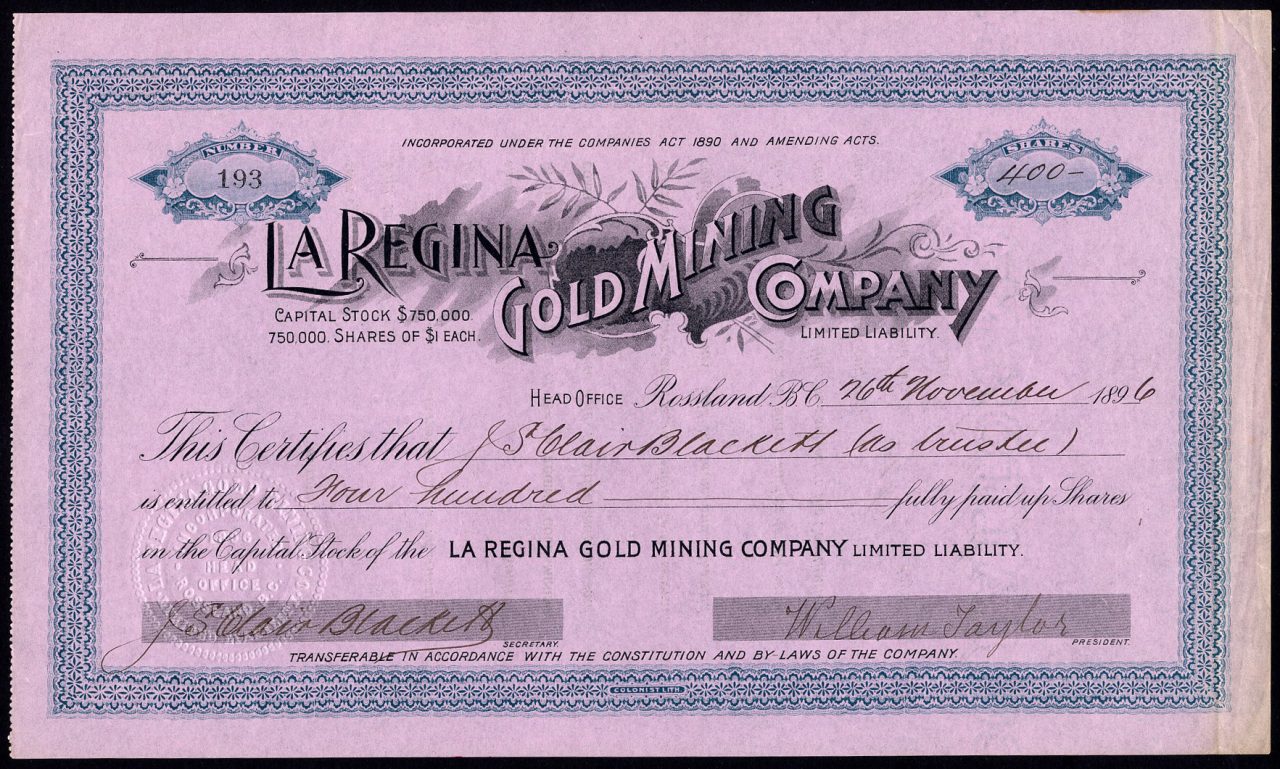 INCORPORATED UNDER THE COMPANIES ACT 1890 AND AMENDING ACTS.
NUMBER
193
SHARES
400-
LA REGINA
GOLD MINING
COMPANY
CAPITAL STOCK $750,000.
750,000. SHARES OF $1 EACH.
LIMITED LIABILITY.
HEAD OFFICE Rossland B.C. 26th November 1896
This Certifies that J St Clair Blackett (as trustee)
is entitled to Four hundred fully paid up Shares
in the Capital Stock of the LA REGINA GOLD MINING COMPANY LIMITED LIABILITY.
HEAD
OFFICE
J St Clair Blackett
SECRETARY.
William Taylor
PRESIDENT.
TRANSFERABLE IN ACCORDANCE WITH THE CONSTITUTION AND BY-LAWS OF THE COMPANY.
COLONIST LITH